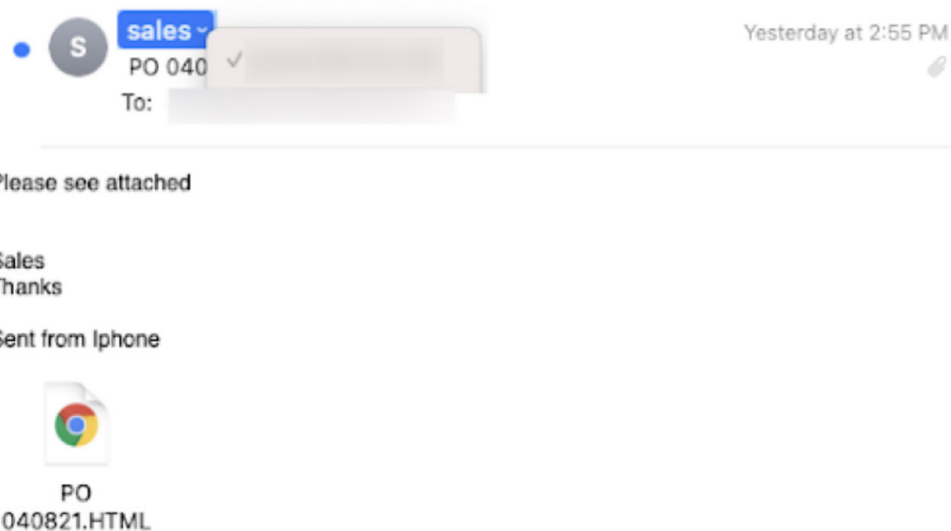 S
sales
Yesterday at 2:55 PM
PO 040
To:
Please see attached
Sales
Thanks
Sent from Iphone
PO
040821.HTML